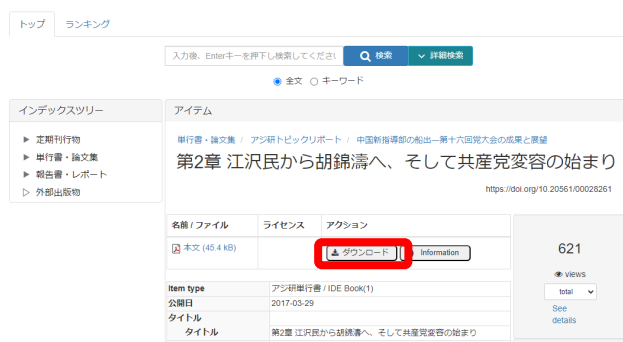 トップ ランキング
入力後、Enterキーを押下し検索してください 検索 詳細検索
全文 キーワード
インデックスツリー
定期刊行物
単行書・論文集
報告書・レポート
外部出版物
アイテム
単行書・論文集 / アジ研トピックリポート / 中国新指導部の船出―第十六回党大会の成果と展望
第2章 江沢民から胡錦濤へ、そして共産党変容の始まり
https://doi.org/10.20561/00028261
名前 / ファイル ライセンス アクション
本文 (45.4 kB) ダウンロード Information
Item type アジ研単行書 / IDE Book(1)
公開日 2017-03-29
タイトル
タイトル 第2章 江沢民から胡錦濤へ、そして共産党変容の始まり
621
views
total
See
details